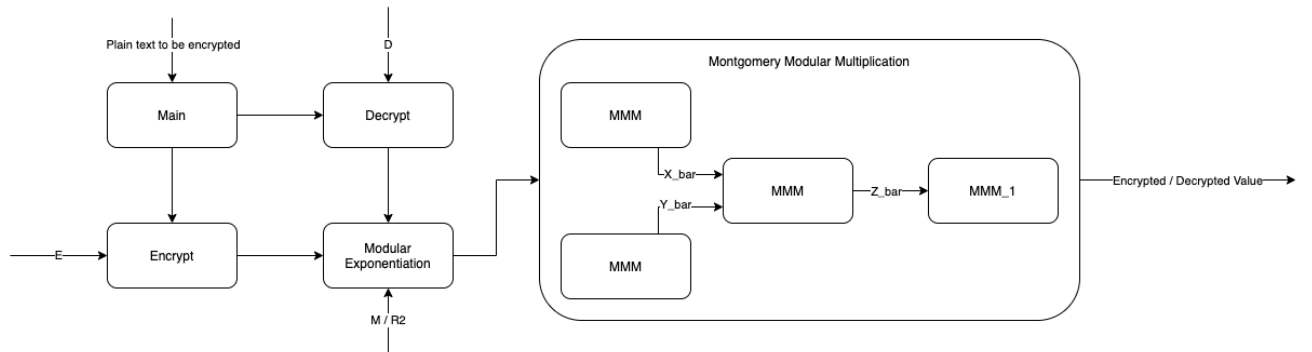 Plain text to be encrypted
D
Main
Decrypt
E
Encrypt
Modular
Exponentiation
M / R2
Montgomery Modular Multiplication
MMM
X_bar
Y_bar
MMM
MMM
Z_bar
MMM_1
Encrypted / Decrypted Value